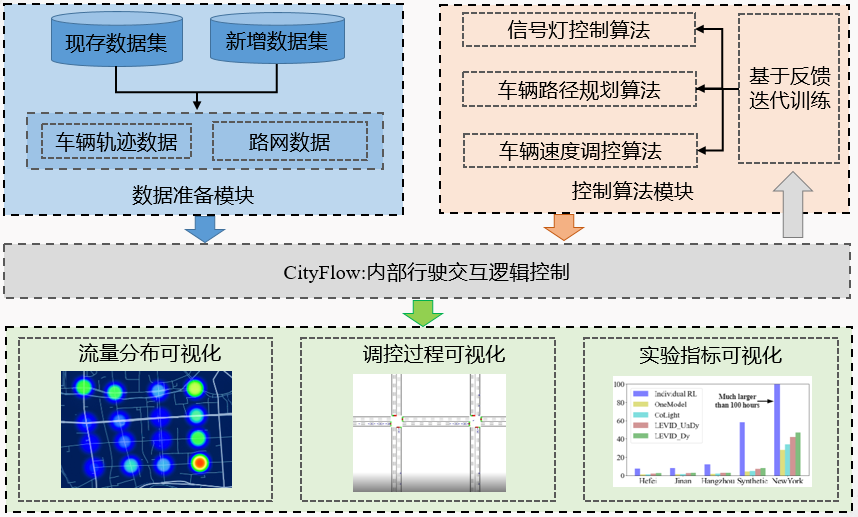 现存数据集
新增数据集
车辆轨迹数据
路网数据
数据准备模块
信号灯控制算法
车辆路径规划算法
车辆速度调控算法
基于反馈
迭代训练
控制算法模块
CityFlow:内部行驶交互逻辑控制
流量分布可视化
调控过程可视化
实验指标可视化
100
80
60
40
20
0
Individual RL
OneModel
CoLight
LEVID_UnDy
LEVID_Dy
Much larger
than 100 hours
Hefei
Jinan
Hangzhou
Synthetic
NewYork